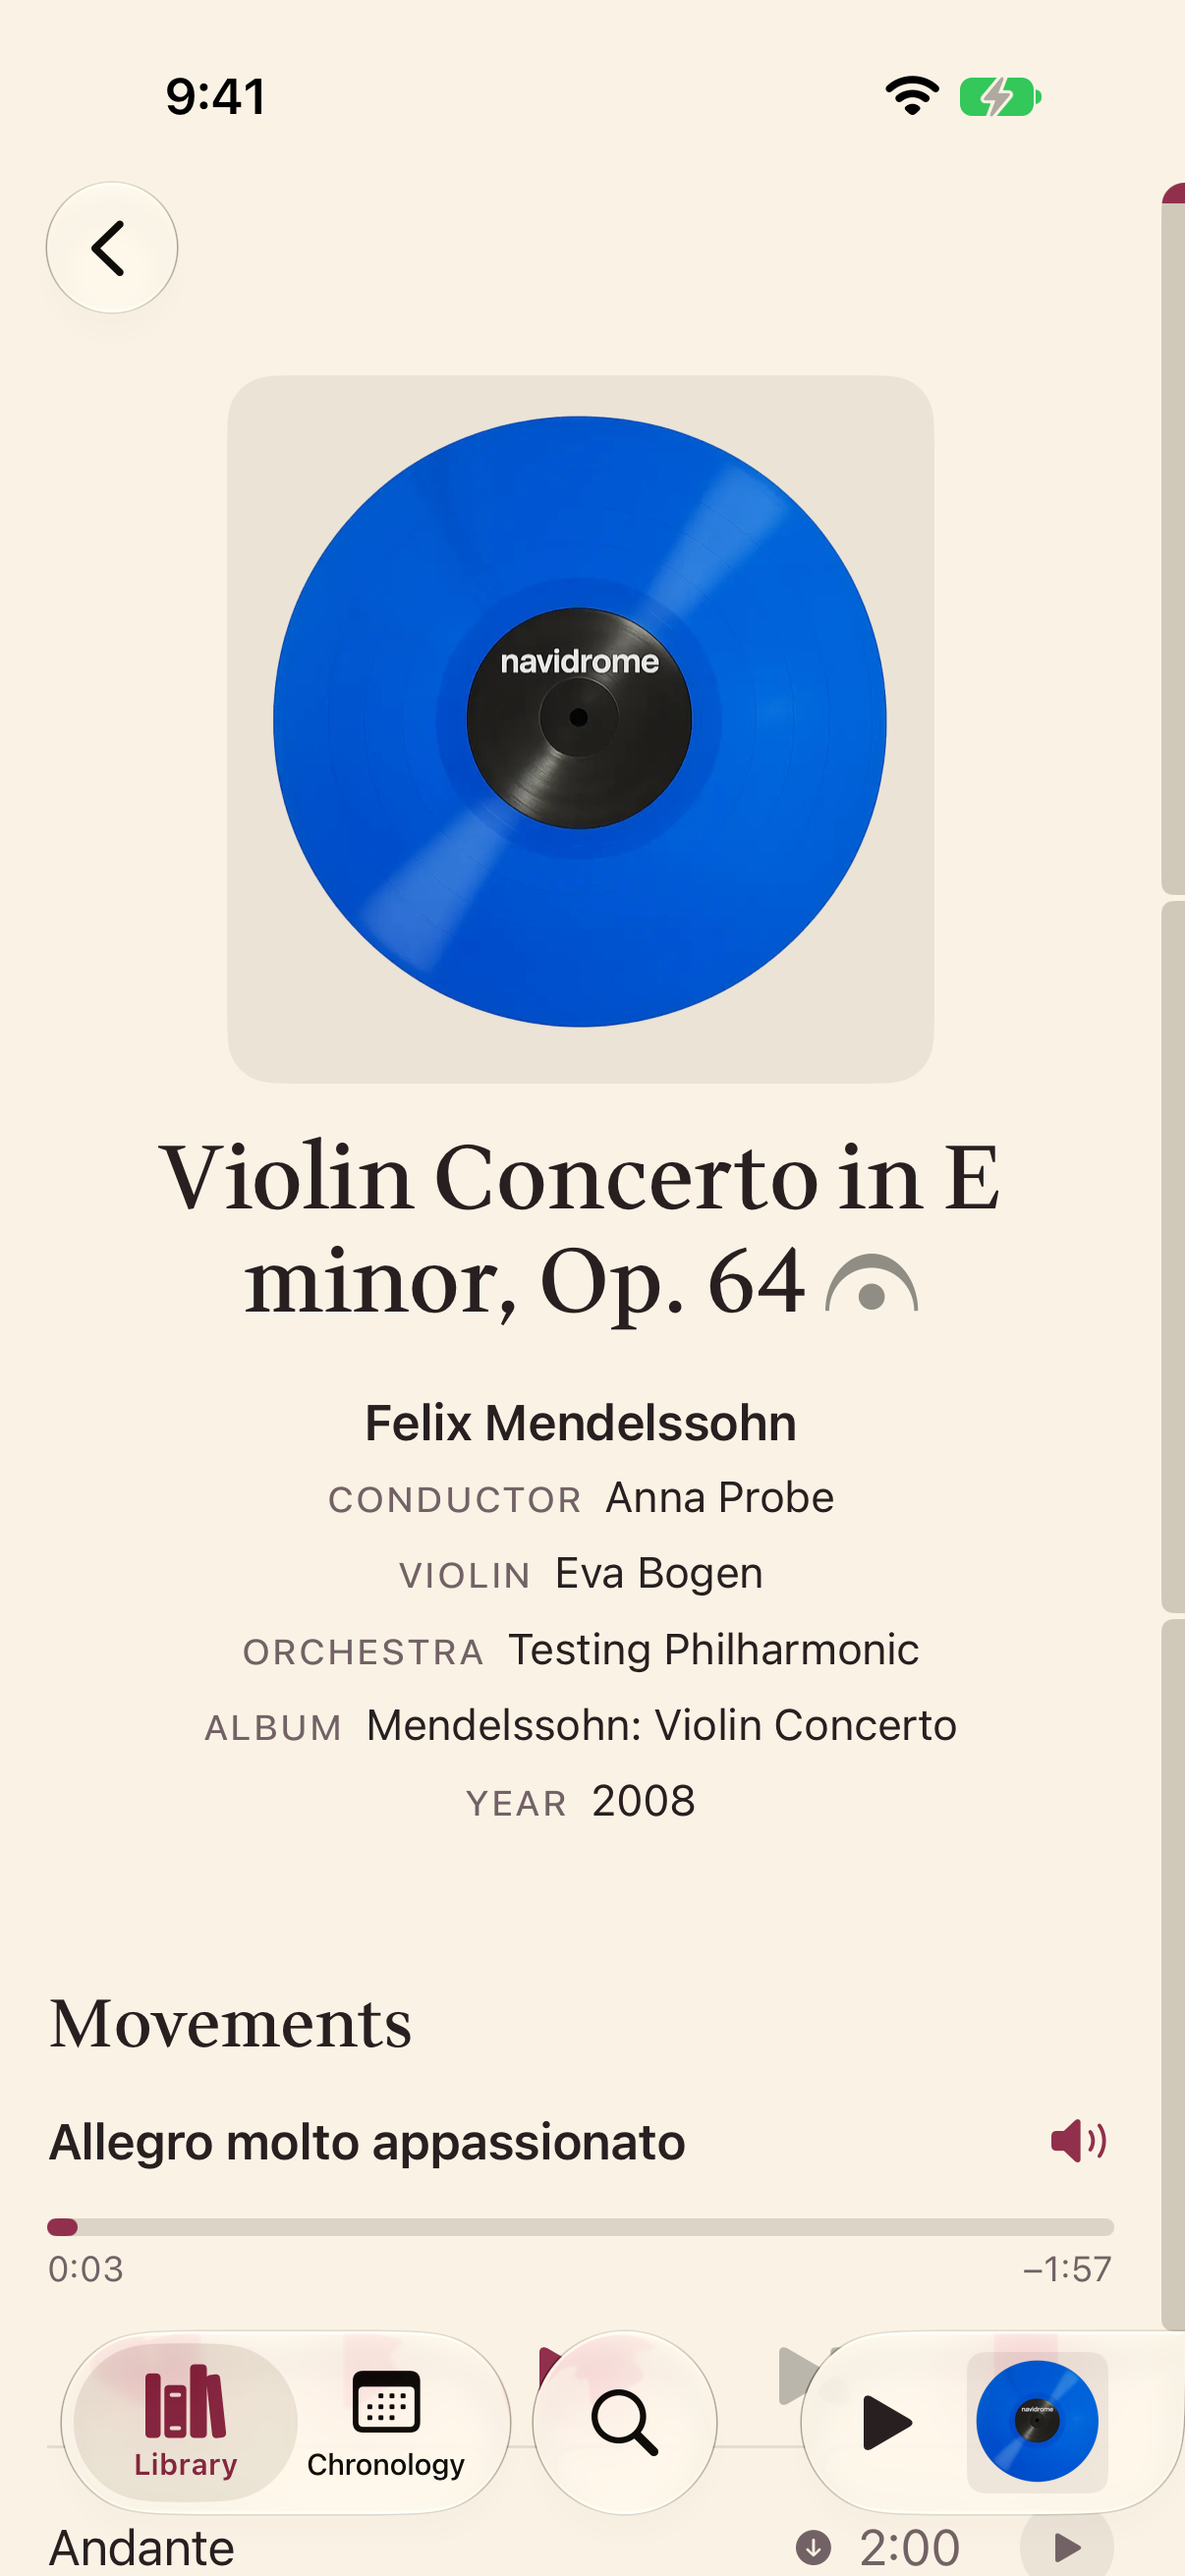 9:41
navidrome
Violin Concerto in E
minor, Op. 64
Felix Mendelssohn
CONDUCTOR Anna Probe
VIOLIN Eva Bogen
ORCHESTRA Testing Philharmonic
ALBUM Mendelssohn: Violin Concerto
YEAR 2008
Movements
Allegro molto appassionato
0:03 –1:57
Library Chronology
navidrome
Andante 2:00